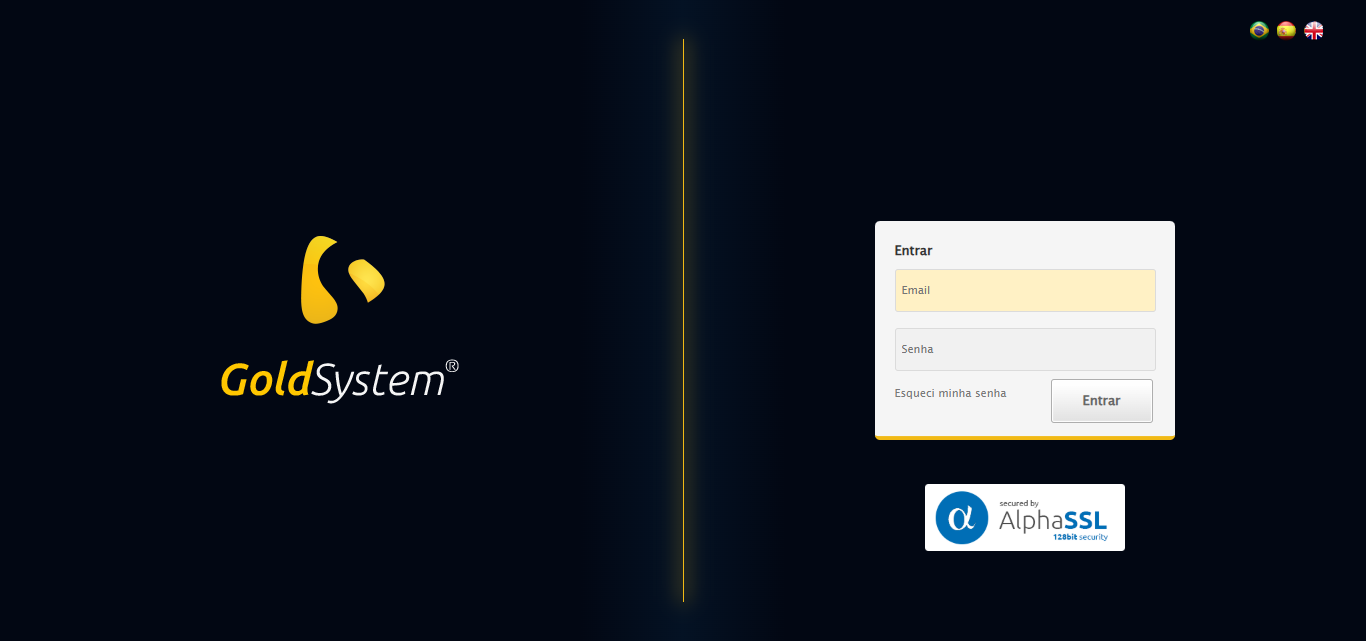 GoldSystem®
Entrar
Email
Senha
Esqueci minha senha
Entrar
α
secured by
AlphaSSL
128bit security